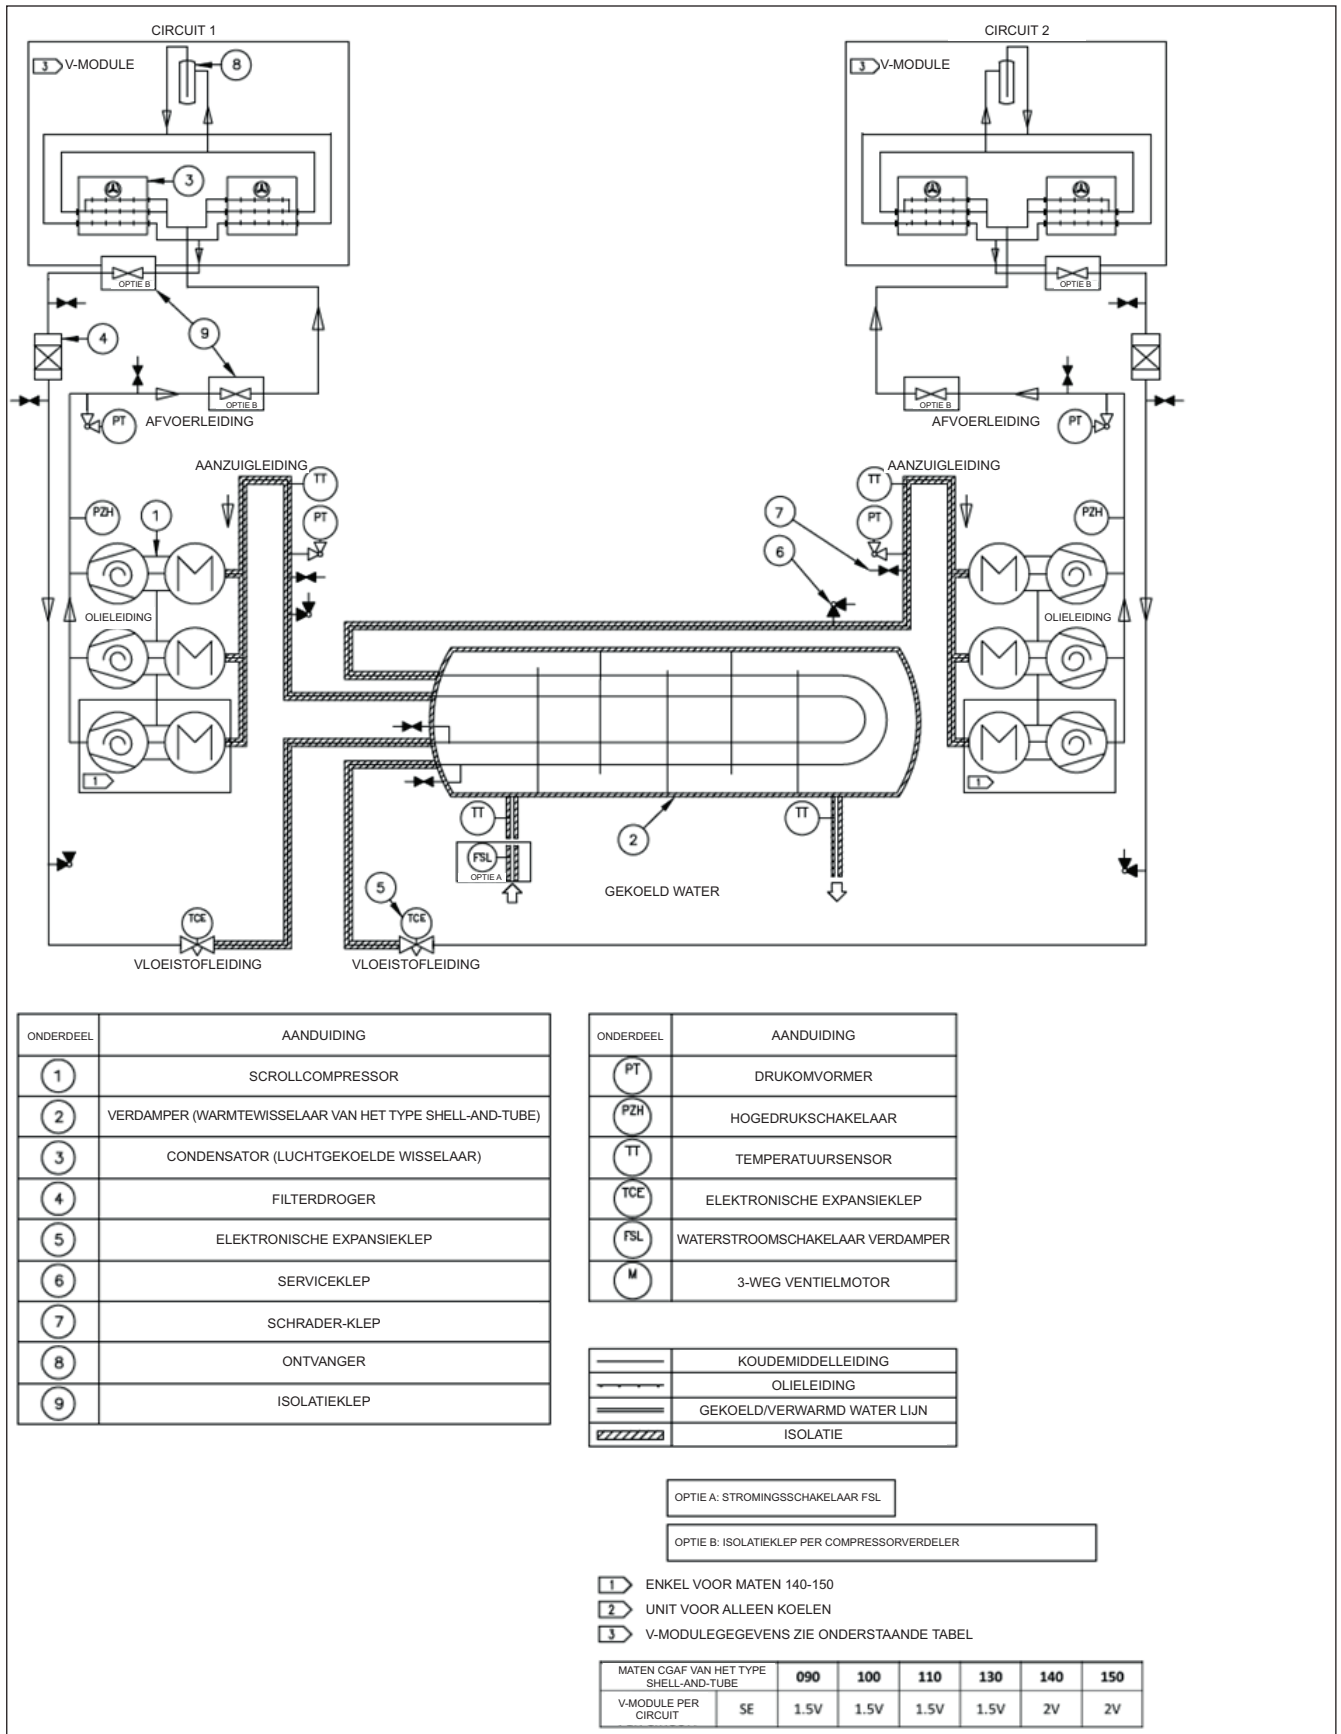 CIRCUIT 1
CIRCUIT 2
3 V-MODULE
8
3 V-MODULE
3
OPTIE B
OPTIE B
9
4
OPTIE B
OPTIE B
PT
AFVOERLEIDING
AFVOERLEIDING
PT
AANZUIGLEIDING
AANZUIGLEIDING
TT
TT
PZH
1
PT
7
PT
PZH
6
M
M
OLIELEIDING
OLIELEIDING
M
M
M
M
1
1
TT
TT
2
FSL
OPTIE A
GEKOELD WATER
5
TCE
TCE
VLOEISTOFLEIDING
VLOEISTOFLEIDING
ONDERDEEL AANDUIDING
1 SCROLLCOMPRESSOR
2 VERDAMPER (WARMTEWISSELAAR VAN HET TYPE SHELL-AND-TUBE)
3 CONDENSATOR (LUCHTGEKOELDE WISSELAAR)
4 FILTERDROGER
5 ELEKTRONISCHE EXPANSIEKLEP
6 SERVICEKLEP
7 SCHRADER-KLEP
8 ONTVANGER
9 ISOLATIEKLEP
ONDERDEEL AANDUIDING
PT DRUKOMVORMER
PZH HOGEDRUKSCHAKELAAR
TT TEMPERATUURSENSOR
TCE ELEKTRONISCHE EXPANSIEKLEP
FSL WATERSTROOMSCHAKELAAR VERDAMPER
M 3-WEG VENTIELMOTOR
KOUDEMIDDELLEIDING
OLIELEIDING
GEKOELD/VERWARMD WATER LIJN
ISOLATIE
OPTIE A: STROMINGSSCHAKELAAR FSL
OPTIE B: ISOLATIEKLEP PER COMPRESSORVERDELER
1 ENKEL VOOR MATEN 140-150
2 UNIT VOOR ALLEEN KOELEN
3 V-MODULEGEGEVENS ZIE ONDERSTAANDE TABEL
MATEN CGAF VAN HET TYPE
SHELL-AND-TUBE
090 100 110 130 140 150
V-MODULE PER
CIRCUIT
SE 1.5V 1.5V 1.5V 1.5V 2V 2V